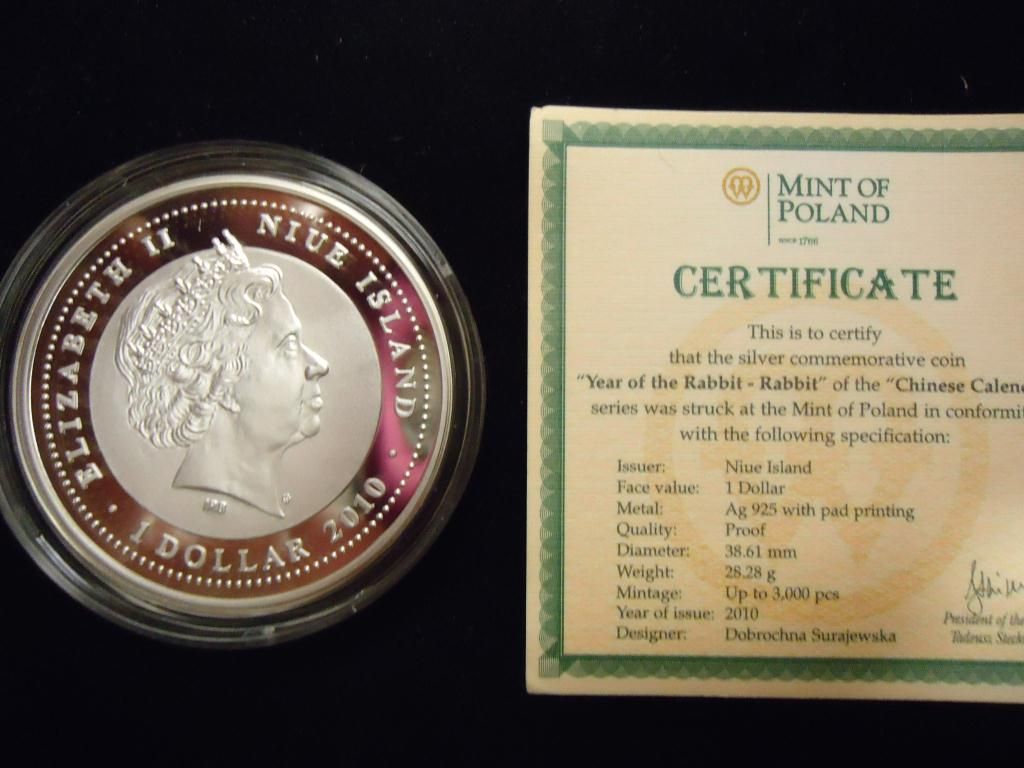 ELIZABETH II NIUE ISLAND
1 DOLLAR 2010
MINT OF
POLAND
SINCE 1766
CERTIFICATE
This is to certify
that the silver commemorative coin
"Year of the Rabbit - Rabbit" of the "Chinese Calen
series was struck at the Mint of Poland in conformi
with the following specification:
Issuer: Niue Island
Face value: 1 Dollar
Metal: Ag 925 with pad printing
Quality: Proof
Diameter: 38.61 mm
Weight: 28.28 g
Mintage: Up to 3,000 pcs
Year of issue: 2010
Designer: Dobrochna Surajewska
President of the
Tadeusz Steck